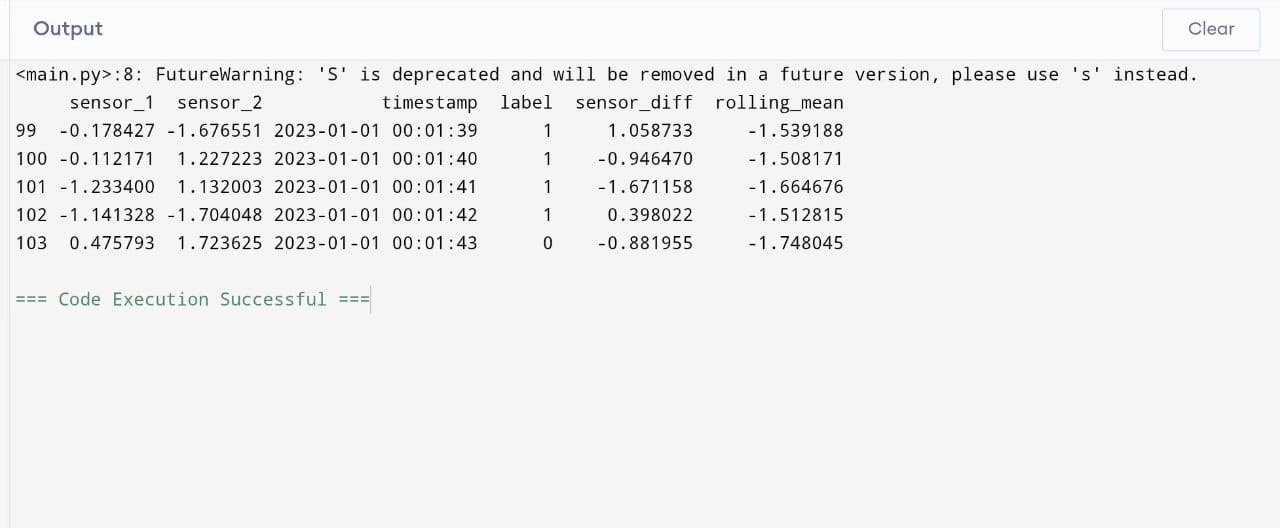 Output
Clear
<main.py>:8: FutureWarning: 'S' is deprecated and will be removed in a future version, please use 's' instead.
     sensor_1  sensor_2           timestamp  label  sensor_diff  rolling_mean
99  -0.178427 -1.676551 2023-01-01 00:01:39      1     1.058733     -1.539188
100 -0.112171  1.227223 2023-01-01 00:01:40      1    -0.946470     -1.508171
101 -1.233400  1.132003 2023-01-01 00:01:41      1    -1.671158     -1.664676
102 -1.141328 -1.704048 2023-01-01 00:01:42      1     0.398022     -1.512815
103  0.475793  1.723625 2023-01-01 00:01:43      0    -0.881955     -1.748045
=== Code Execution Successful ===